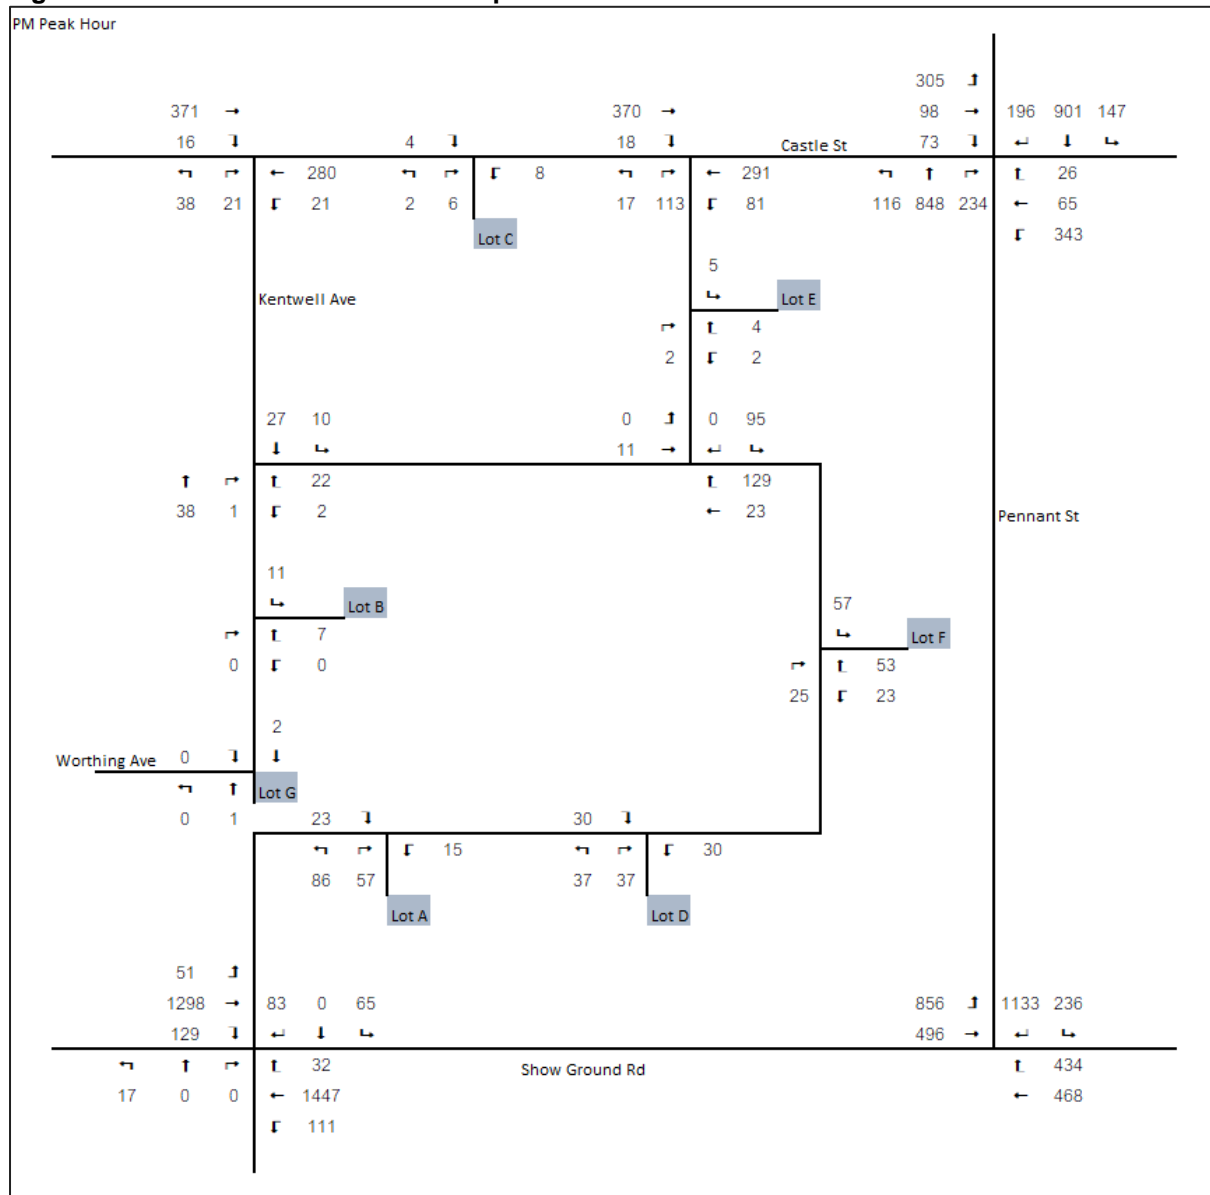 PM Peak Hour
305
371 370 98 196 901 147
16 4 18 Castle St 73
280 8 291 26
38 21 21 2 6 17 113 81 116 848 234 65
Lot C 343
5
Kentwell Ave Lot E
4
2 2
27 10 0 0 95
11
22 129
38 1 2 23 Pennant St
11
Lot B 57
7 Lot F
0 0 53
25 23
2
Worthing Ave 0
Lot G
0 1 23 30
15 30
86 57 37 37
Lot A Lot D
51
1298 83 0 65 856 1133 236
129 496
32 Show Ground Rd 434
17 0 0 1447 468
111